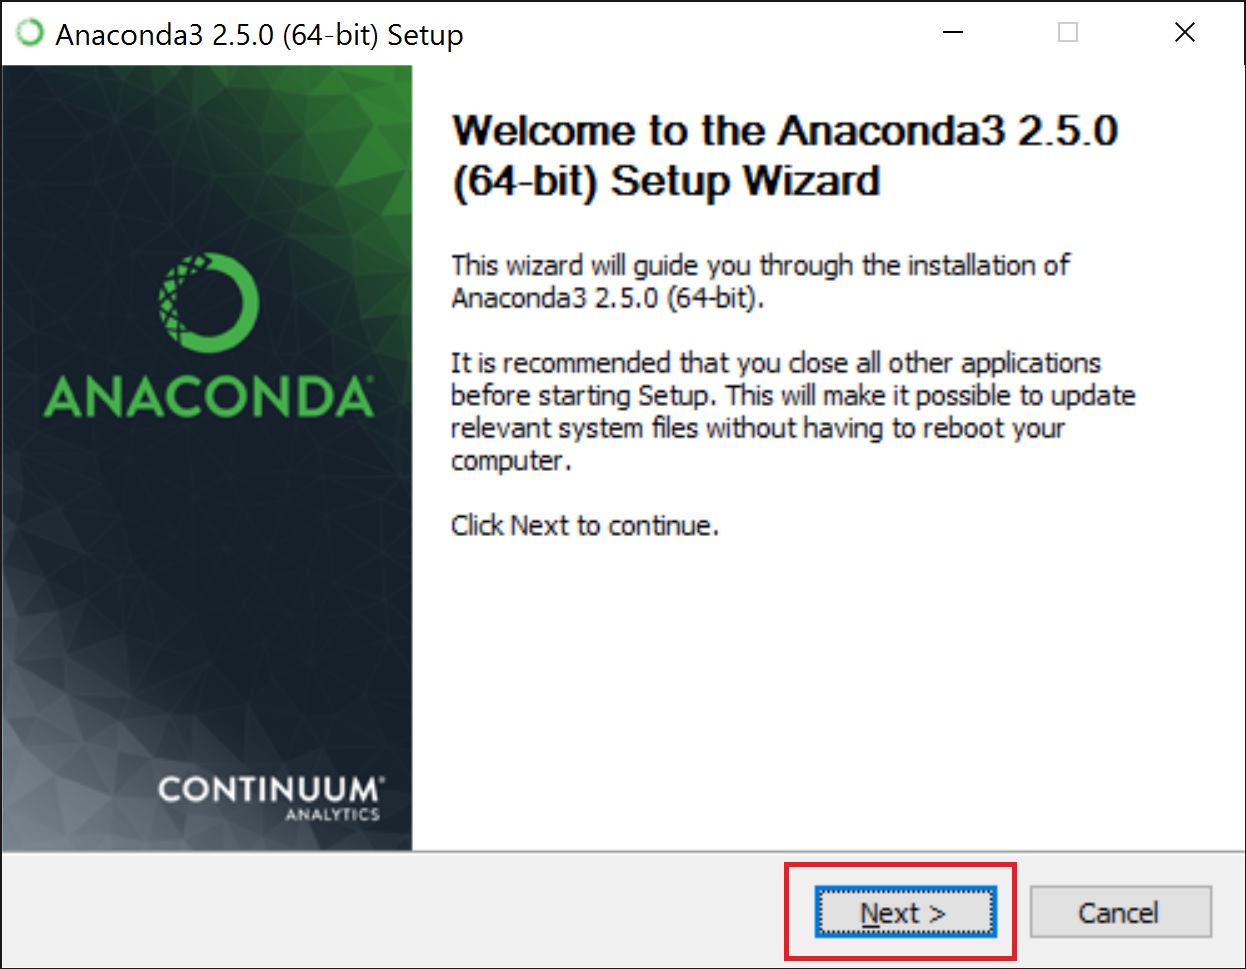 Anaconda3 2.5.0 (64-bit) Setup
ANACONDA®
CONTINUUM®
ANALYTICS
Welcome to the Anaconda3 2.5.0
(64-bit) Setup Wizard
This wizard will guide you through the installation of
Anaconda3 2.5.0 (64-bit).
It is recommended that you close all other applications
before starting Setup. This will make it possible to update
relevant system files without having to reboot your
computer.
Click Next to continue.
Next >
Cancel